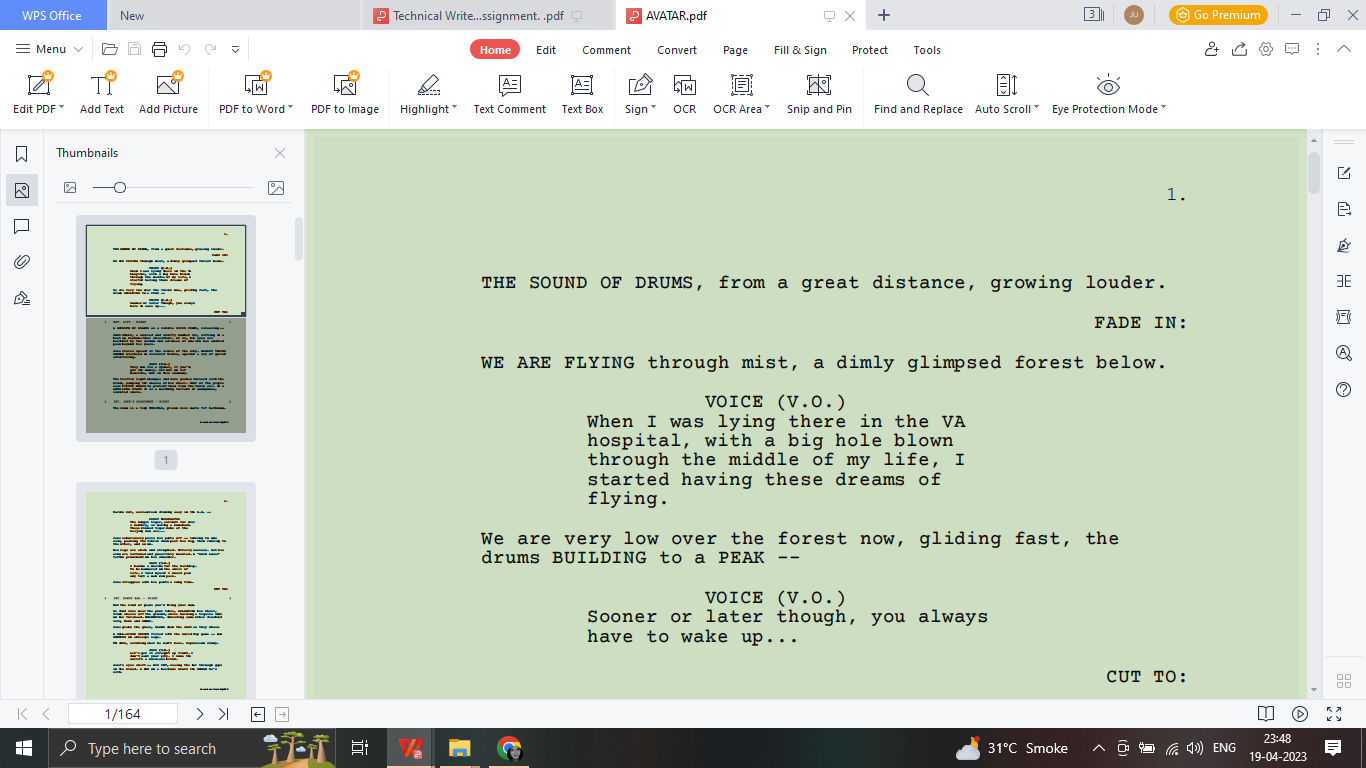 WPS Office
New
Technical Write...ssignment. .pdf
AVATAR.pdf
3
JU
Go Premium
Menu
Home
Edit
Comment
Convert
Page
Fill & Sign
Protect
Tools
Edit PDF
Add Text
Add Picture
PDF to Word
PDF to Image
Highlight
Text Comment
Text Box
Sign
OCR
OCR Area
Snip and Pin
Find and Replace
Auto Scroll
Eye Protection Mode
Thumbnails
1
1.
THE SOUND OF DRUMS, from a great distance, growing louder.
FADE IN:
WE ARE FLYING through mist, a dimly glimpsed forest below.
VOICE (V.O.)
When I was lying there in the VA
hospital, with a big hole blown
through the middle of my life, I
started having these dreams of
flying.
We are very low over the forest now, gliding fast, the
drums BUILDING to a PEAK --
VOICE (V.O.)
Sooner or later though, you always
have to wake up...
CUT TO:
1/164
Type here to search
31°C Smoke
ENG
23:48
19-04-2023